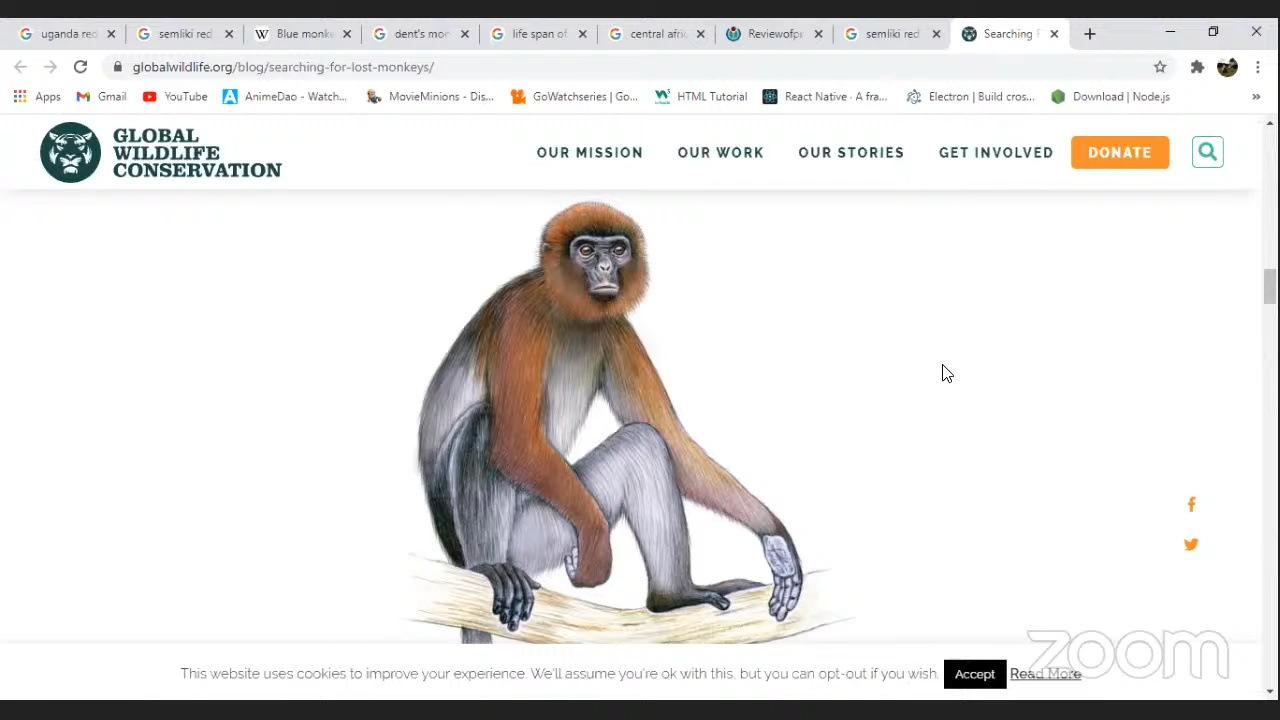 uganda red
semliki red
Blue monke
dent's mon
life span of
central afric
Reviewofp
semliki red
Searching F
globalwildlife.org/blog/searching-for-lost-monkeys/
Apps
Gmail
YouTube
AnimeDao - Watch...
MovieMinions - Dis...
GoWatchseries | Go...
HTML Tutorial
React Native · A fra...
Electron | Build cros...
Download | Node.js
GLOBAL
WILDLIFE
CONSERVATION
OUR MISSION
OUR WORK
OUR STORIES
GET INVOLVED
DONATE
This website uses cookies to improve your experience. We'll assume you're ok with this, but you can opt-out if you wish.
Accept
Read More
zoom